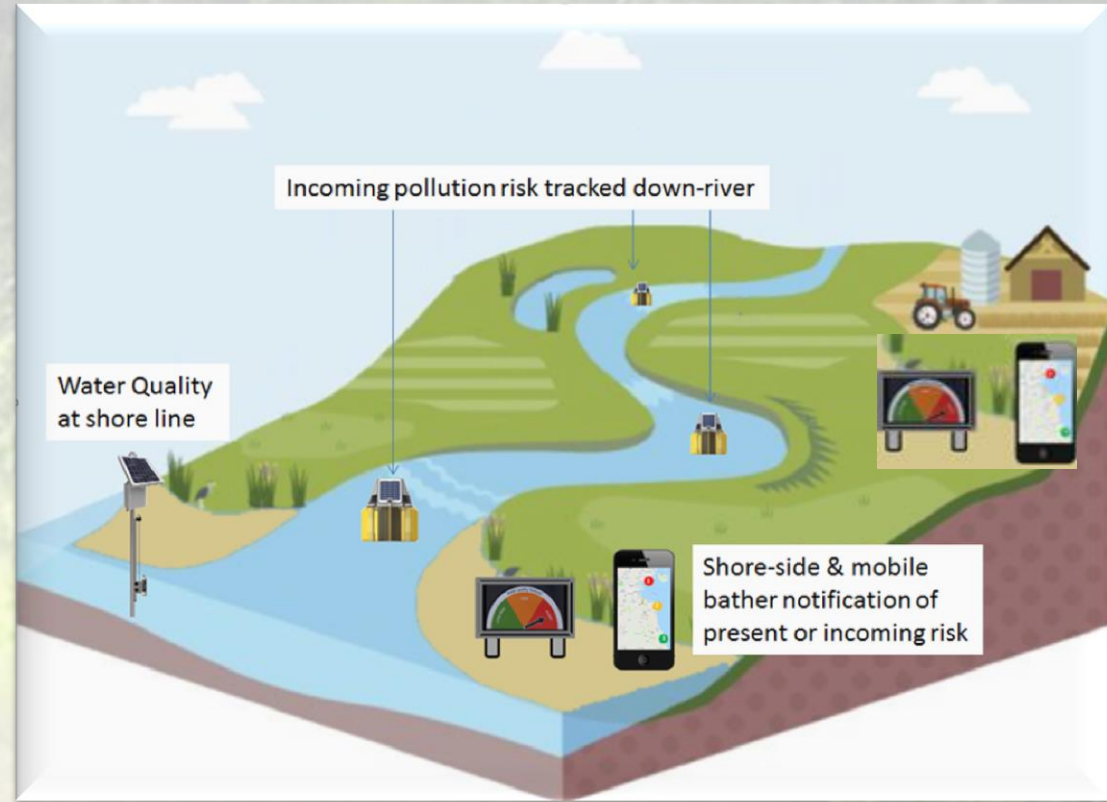 Incoming pollution risk tracked down-river
Water Quality
at shore line
Shore-side & mobile
bather notification of
present or incoming risk